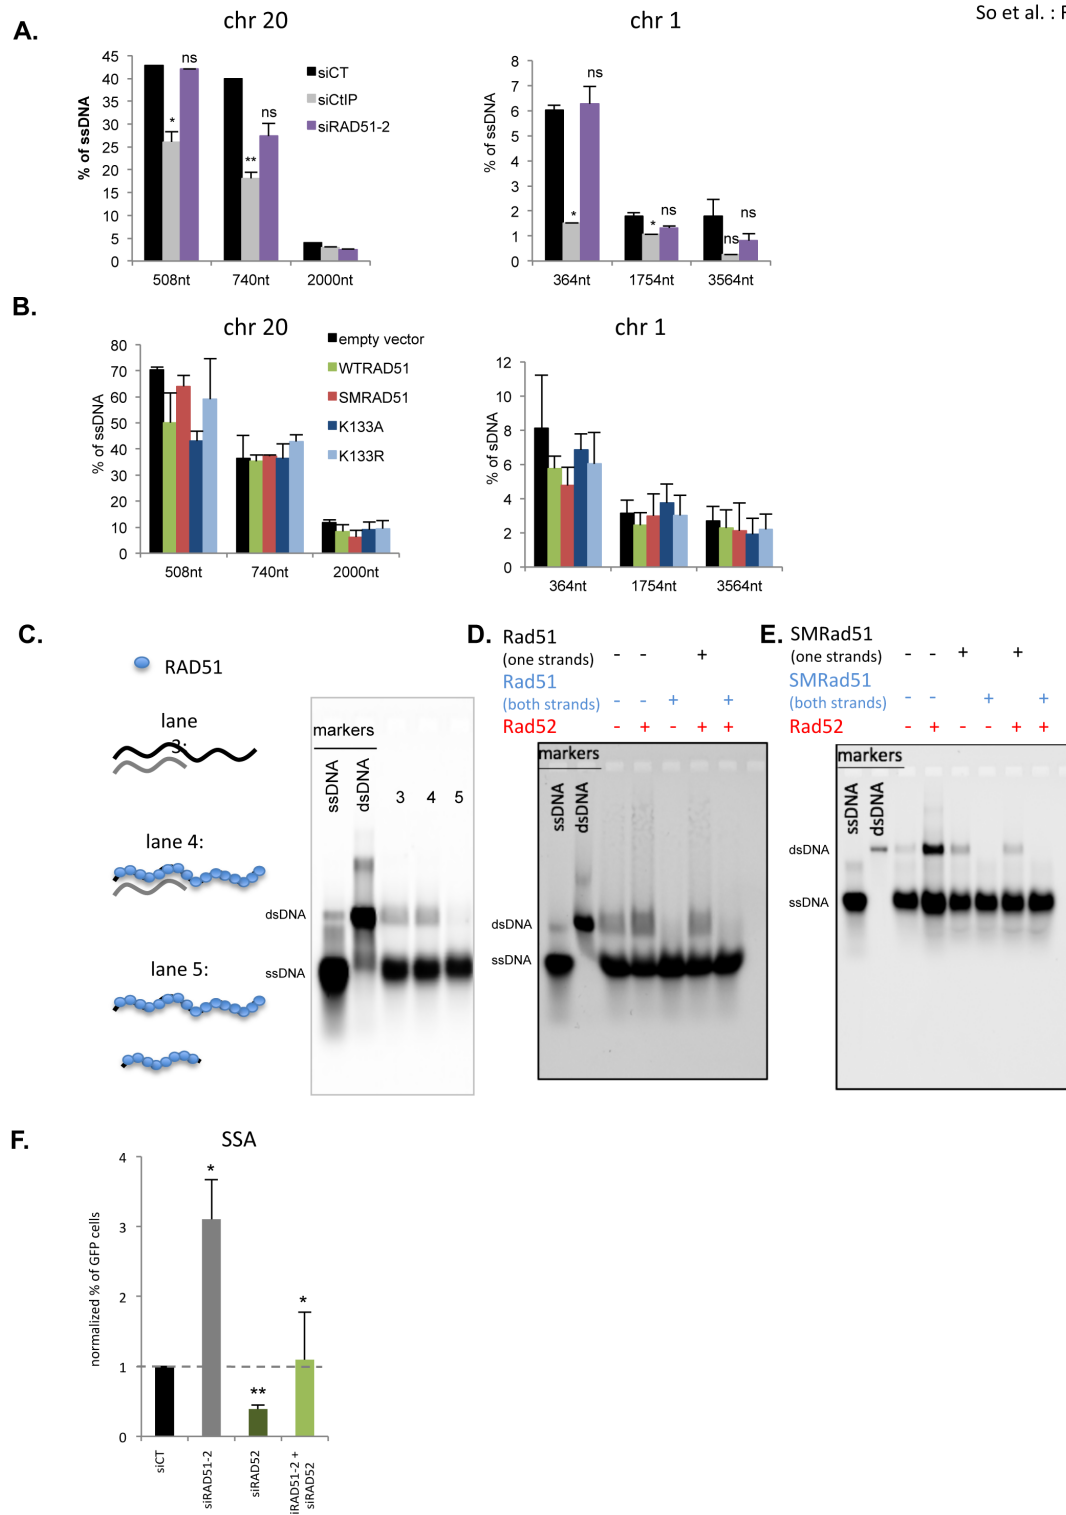 So et al. : F
A.
chr 20
chr 1
% of ssDNA
45
40
35
30
25
20
15
10
5
0
ns
*
ns
**
siCT
siCtIP
siRAD51-2
508nt
740nt
2000nt
% of ssDNA
8
7
6
5
4
3
2
1
0
ns
*
ns
*
ns
ns
364nt
1754nt
3564nt
B.
chr 20
chr 1
% of ssDNA
80
70
60
50
40
30
20
10
0
empty vector
WTRAD51
SMRAD51
K133A
K133R
508nt
740nt
2000nt
% of sDNA
12
10
8
6
4
2
0
364nt
1754nt
3564nt
C.
RAD51
lane
3:
lane 4:
lane 5:
markers
ssDNA
dsDNA
3 4 5
dsDNA
ssDNA
D.
Rad51
(one strands)
- - +
Rad51
(both strands)
- - + +
Rad52
- + - + +
markers
ssDNA
dsDNA
dsDNA
ssDNA
E.
SMRad51
(one strands)
- - + +
SMRad51
(both strands)
- - + +
Rad52
- + - - + +
markers
ssDNA
dsDNA
dsDNA
ssDNA
F.
SSA
normalized % of GFP cells
4
3
2
1
0
*
**
*
siCT
siRAD51-2
siRAD52
iRAD51-2 +
siRAD52